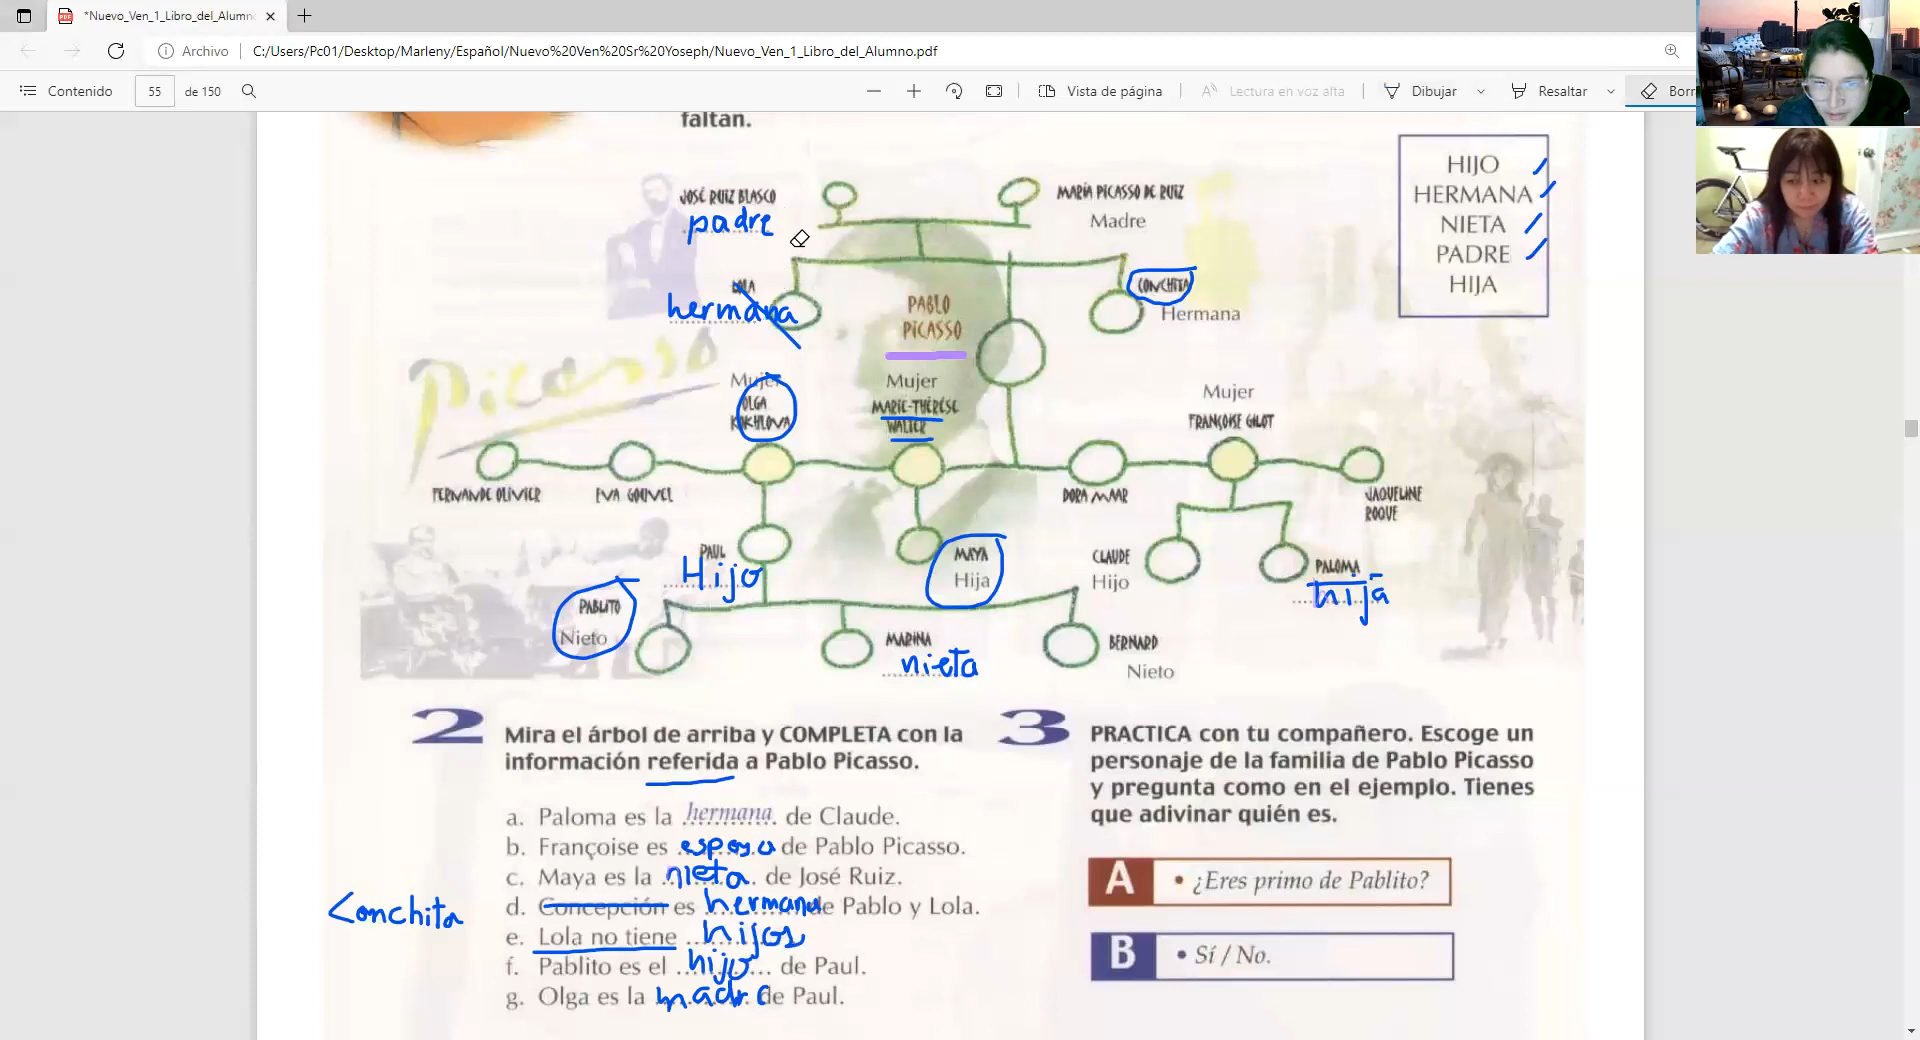 *Nuevo_Ven_1_Libro_del_Alumn
Archivo
C:/Users/Pc01/Desktop/Marleny/Español/Nuevo%20Ven%20Sr%20Yoseph/Nuevo_Ven_1_Libro_del_Alumno.pdf
Contenido
55
de 150
Vista de página
Lectura en voz alta
Dibujar
Resaltar
Borr
faltan.
JOSÉ RUIZ BLASCO
padre
MARÍA PICASSO DE RUIZ
Madre
HIJO
HERMANA
NIETA
PADRE
HIJA
LOLA
hermana
PABLO
PICASSO
CONCHITA
Hermana
Picasso
Mujer
OLGA
KOKHLOVA
Mujer
MARIE-THÉRÈSE
WALTER
Mujer
FRANÇOISE GILOT
FERNANDE OLIVIER
EVA GOUVEL
DORA MAAR
JAQUELINE
ROQUE
PAUL
Hijo
MAYA
Hija
CLAUDE
Hijo
PALOMA
hija
PABLITO
Nieto
MARINA
nieta
BERNARD
Nieto
2
Mira el árbol de arriba y COMPLETA con la
información referida a Pablo Picasso.
a. Paloma es la hermana de Claude.
b. Françoise es esposa de Pablo Picasso.
c. Maya es la nieta de José Ruiz.
Conchita
d. Concepción es hermana de Pablo y Lola.
e. Lola no tiene hijos
f. Pablito es el hijo de Paul.
g. Olga es la madre de Paul.
3
PRACTICA con tu compañero. Escoge un
personaje de la familia de Pablo Picasso
y pregunta como en el ejemplo. Tienes
que adivinar quién es.
A • ¿Eres primo de Pablito?
B • Sí / No.